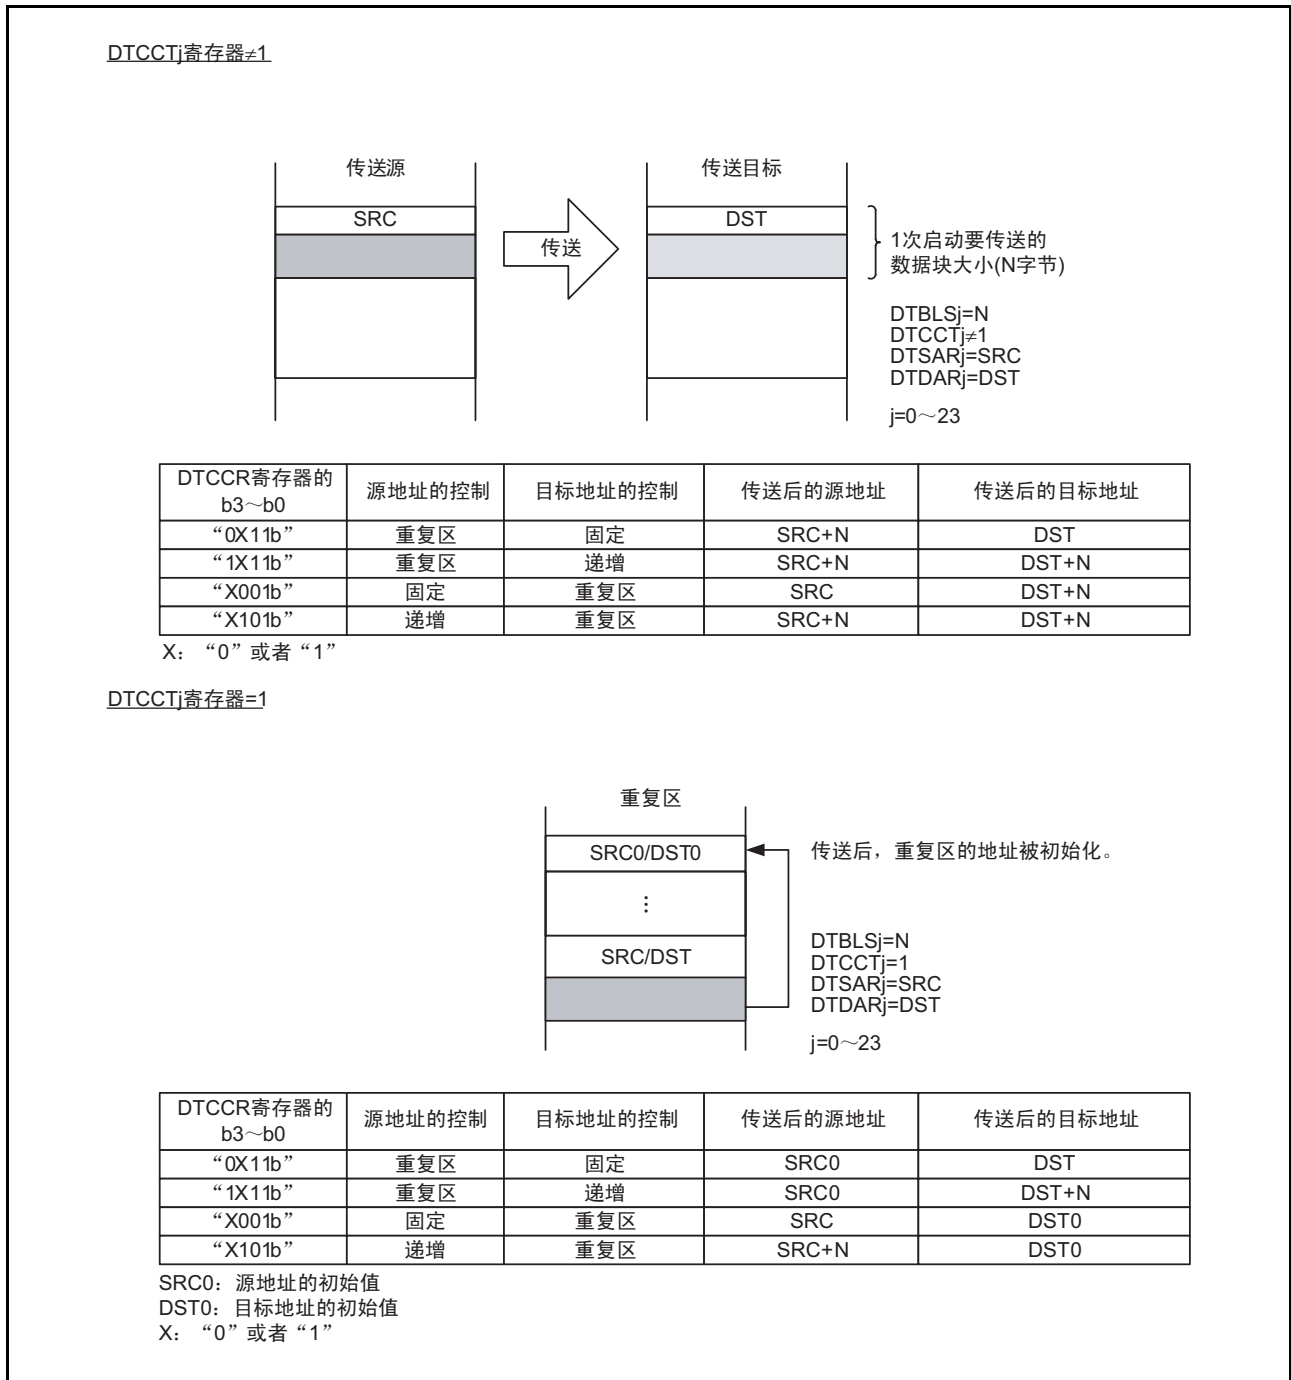 DTCCTj寄存器≠1
传送源
传送目标
SRC
DST
传送
1次启动要传送的
数据块大小(N字节)
DTBLSj=N
DTCCTj≠1
DTSARj=SRC
DTDARj=DST
j=0～23
DTCCR寄存器的
b3～b0 源地址的控制 目标地址的控制 传送后的源地址 传送后的目标地址
“0X11b” 重复区 固定 SRC+N DST
“1X11b” 重复区 递增 SRC+N DST+N
“X001b” 固定 重复区 SRC DST+N
“X101b” 递增 重复区 SRC+N DST+N
X：“0”或者“1”
DTCCTj寄存器=1
重复区
SRC0/DST0
传送后，重复区的地址被初始化。
⋮
SRC/DST
DTBLSj=N
DTCCTj=1
DTSARj=SRC
DTDARj=DST
j=0～23
DTCCR寄存器的
b3～b0 源地址的控制 目标地址的控制 传送后的源地址 传送后的目标地址
“0X11b” 重复区 固定 SRC0 DST
“1X11b” 重复区 递增 SRC0 DST+N
“X001b” 固定 重复区 SRC DST0
“X101b” 递增 重复区 SRC+N DST0
SRC0：源地址的初始值
DST0：目标地址的初始值
X：“0”或者“1”